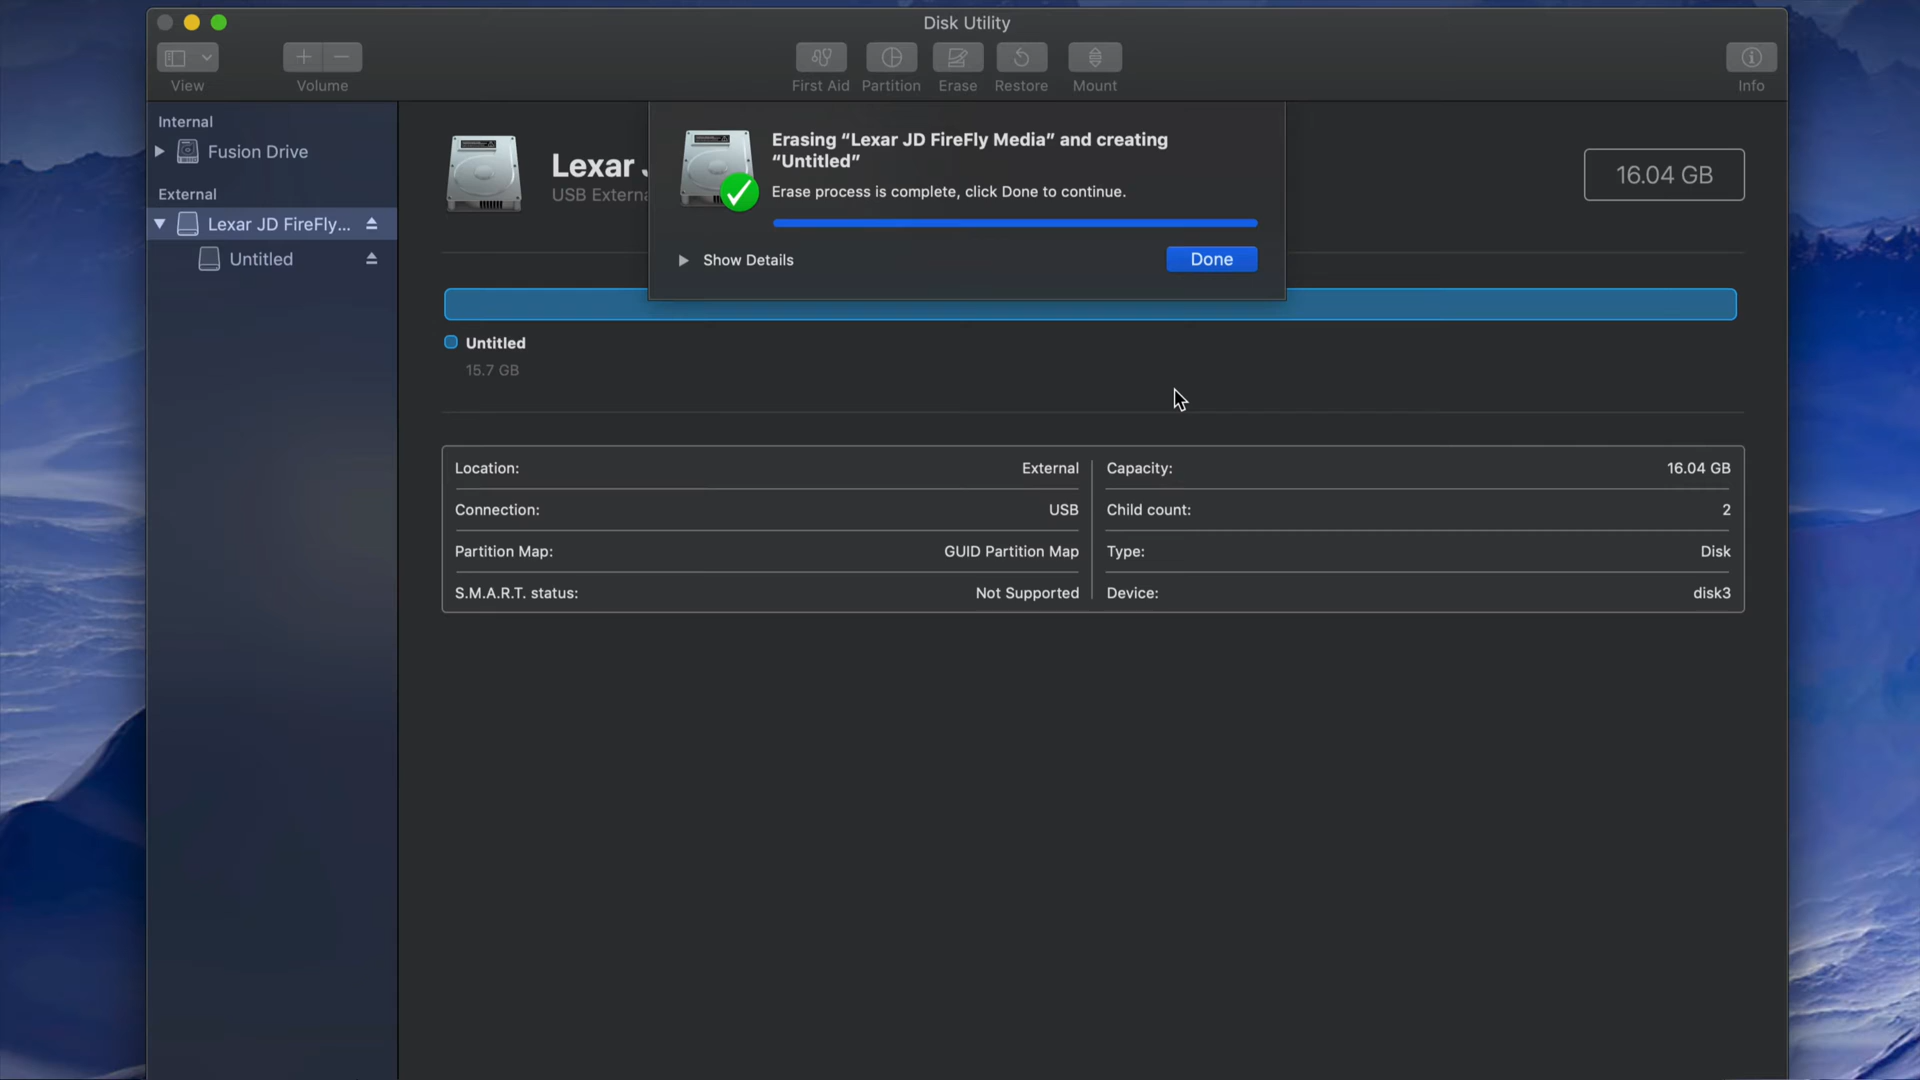 Disk Utility
View
Volume
First Aid
Partition
Erase
Restore
Mount
Info
Internal
Fusion Drive
External
Lexar JD FireFly...
Untitled
Lexar J
USB Externa
16.04 GB
Erasing “Lexar JD FireFly Media” and creating
“Untitled”
Erase process is complete, click Done to continue.
Show Details
Done
Untitled
15.7 GB
Location: External
Capacity: 16.04 GB
Connection: USB
Child count: 2
Partition Map: GUID Partition Map
Type: Disk
S.M.A.R.T. status: Not Supported
Device: disk3